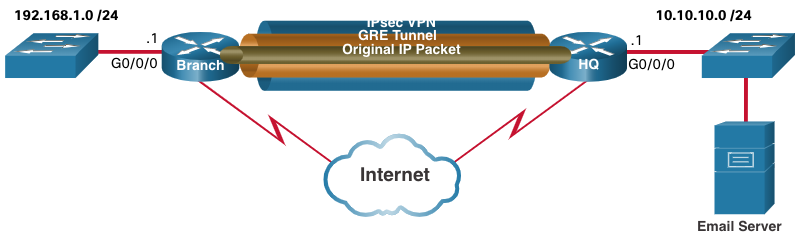 192.168.1.0 /24
10.10.10.0 /24
IPsec VPN
GRE Tunnel
Original IP Packet
.1
.1
Branch
HQ
G0/0/0
G0/0/0
Internet
Email Server